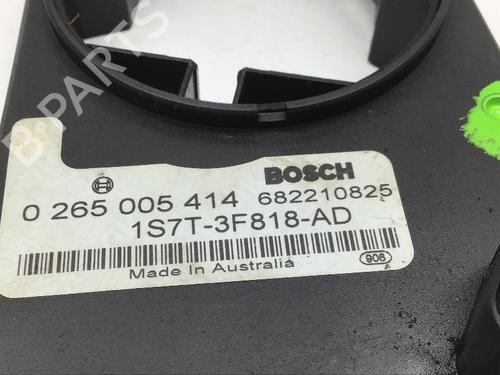 BOSCH
0 265 005 414 682210825
1S7T-3F818-AD
Made In Australia
906
B-PARTS